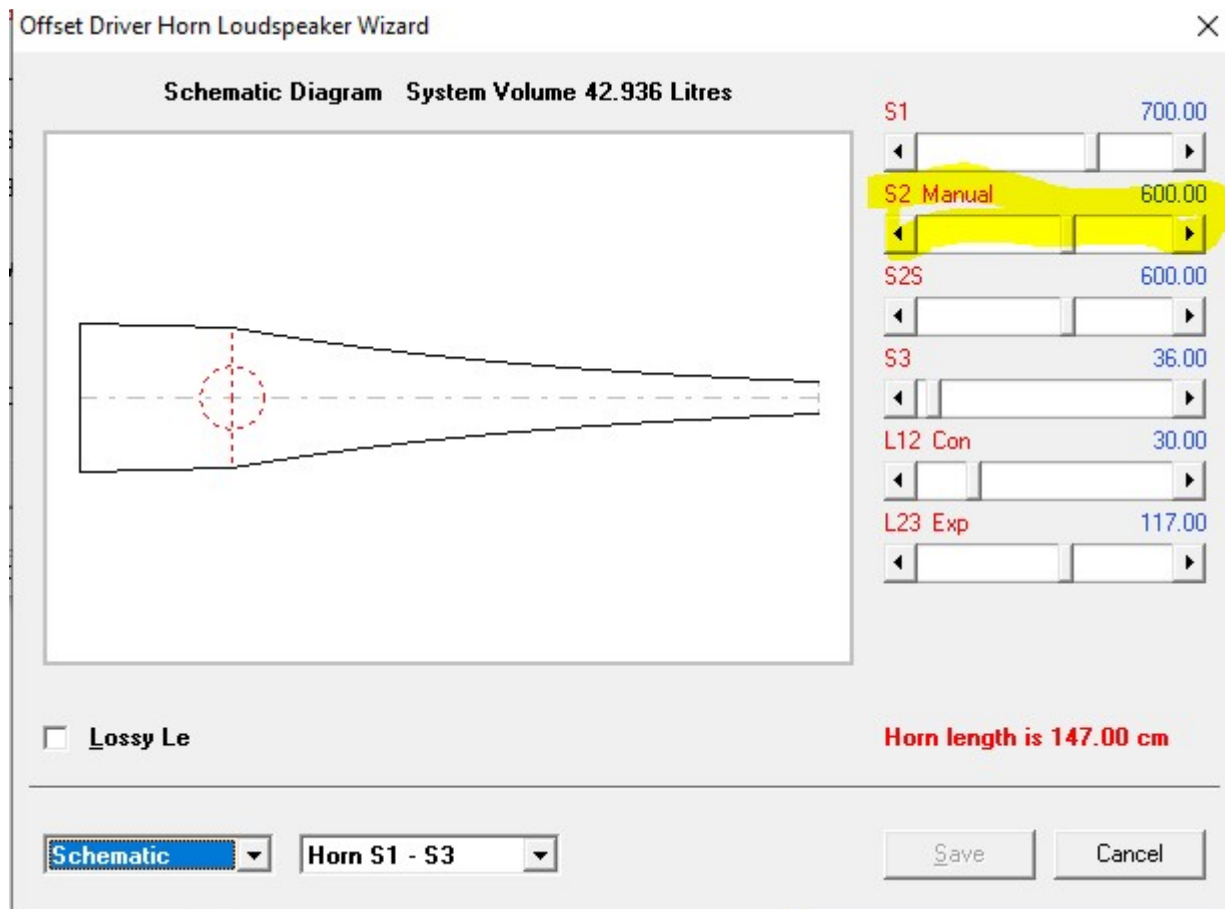 Offset Driver Horn Loudspeaker Wizard
Schematic Diagram System Volume 42.936 Litres
S1 700.00
S2 Manual 600.00
S2S 600.00
S3 36.00
L12 Con 30.00
L23 Exp 117.00
Lossy Le
Horn length is 147.00 cm
Schematic
Horn S1 - S3
Save
Cancel